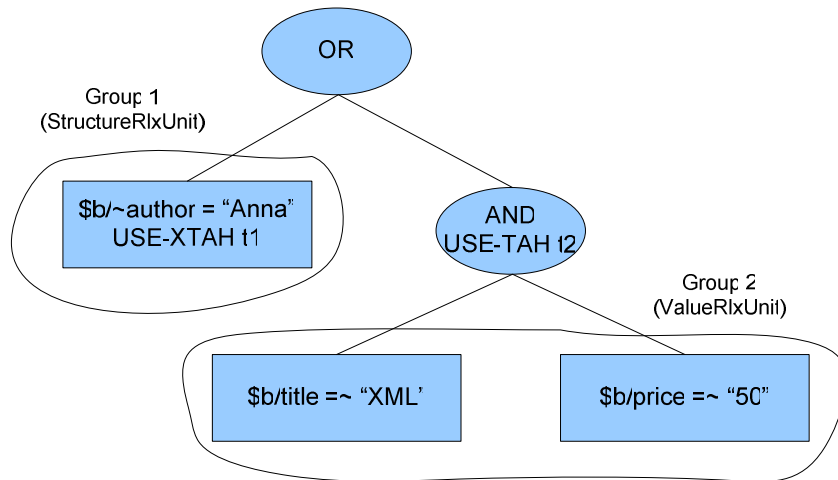 OR
Group 1
(StructureRlxUnit)
$b/~author = “Anna”
USE-XTAH t1
AND
USE-TAH t2
Group 2
(ValueRlxUnit)
$b/title =~ “XML’
$b/price =~ “50”